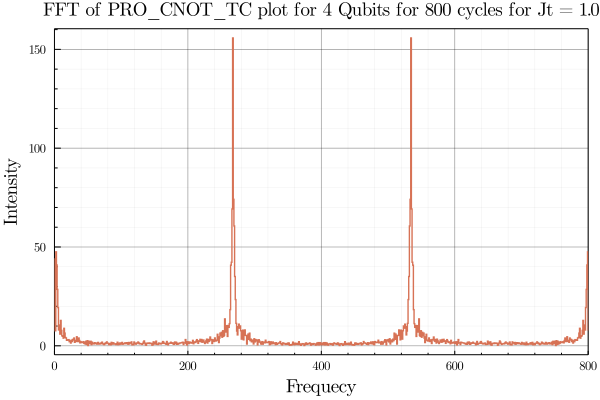 FFT of PRO_CNOT_TC plot for 4 Qubits for 800 cycles for Jt = 1.0
150
100
50
0
Intensity
0 200 400 600 800
Frequecy